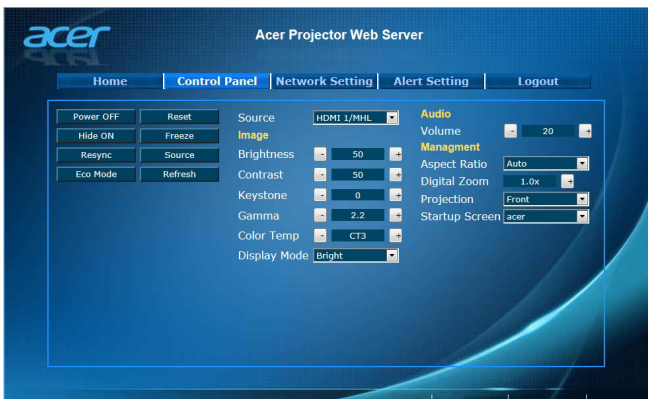 acer
Acer Projector Web Server
Home Control Panel Network Setting Alert Setting Logout
Power OFF Reset
Hide ON Freeze
Resync Source
Eco Mode Refresh
Source HDMI 1/MHL
Image
Brightness - 50 +
Contrast - 50 +
Keystone - 0 +
Gamma - 2.2 +
Color Temp - CT3 +
Display Mode Bright
Audio
Volume - 20 +
Managment
Aspect Ratio Auto
Digital Zoom 1.0x +
Projection Front
Startup Screen acer